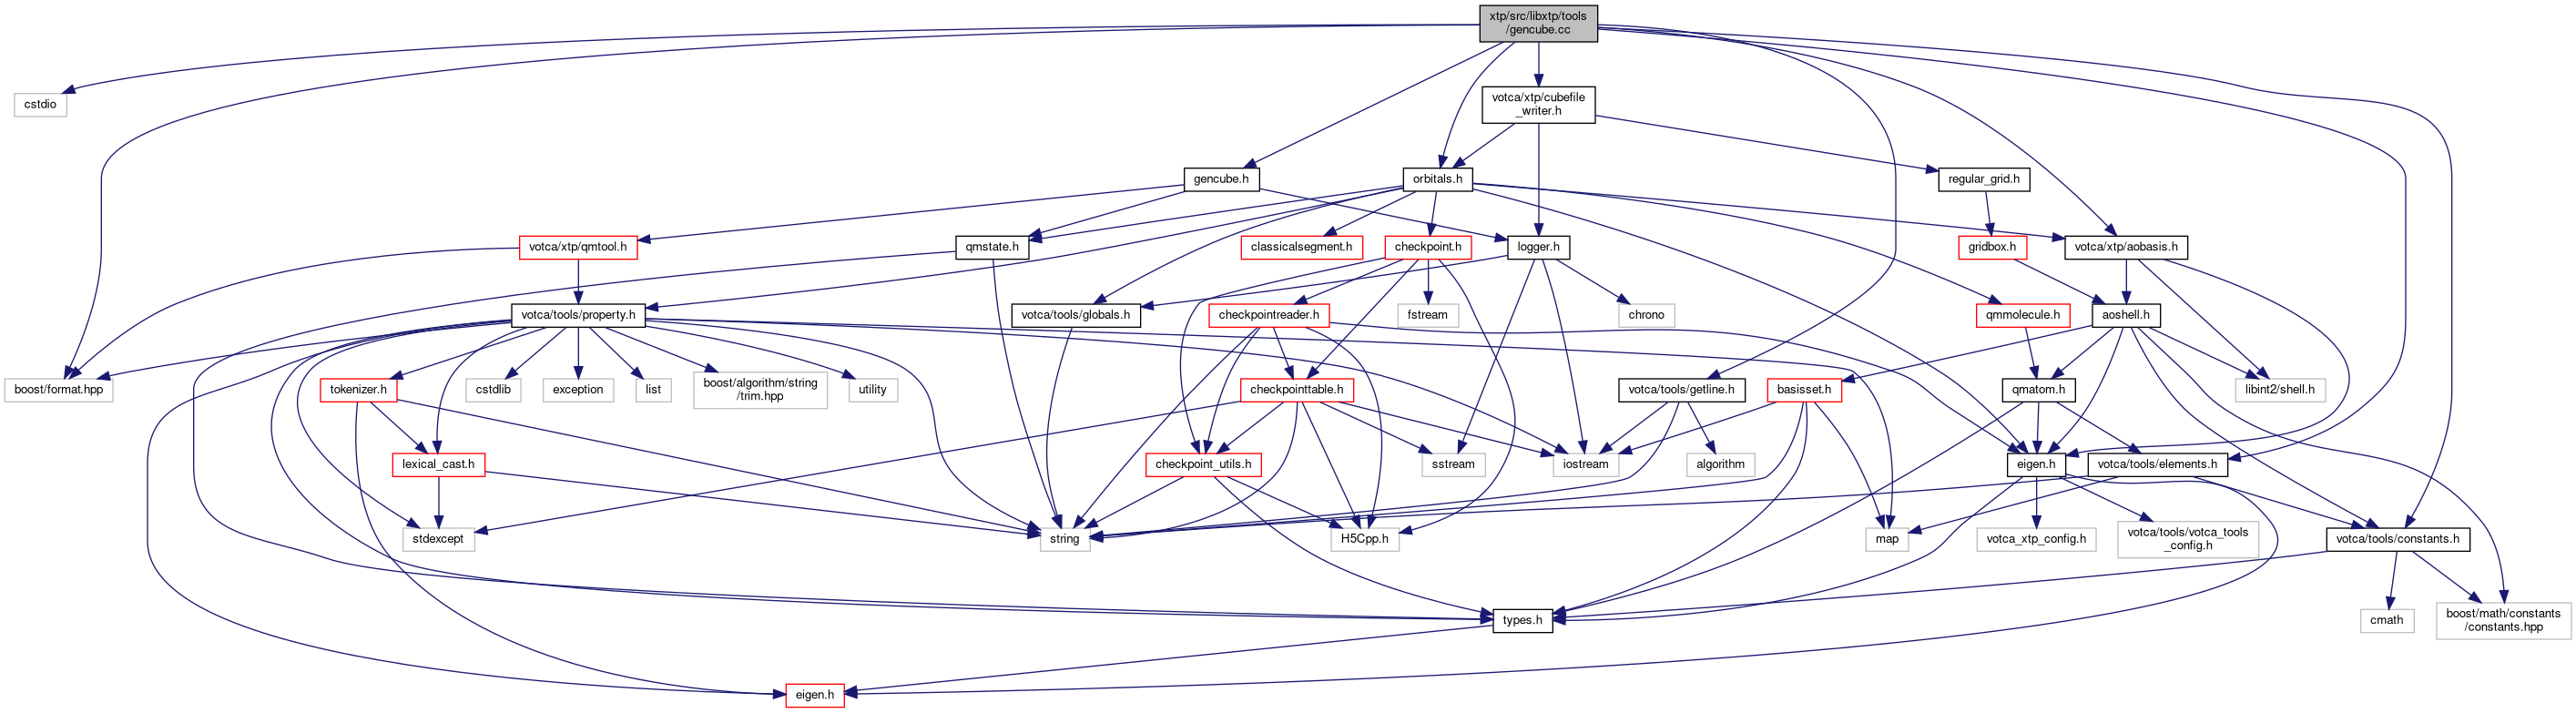 xtp/src/libxtp/tools
/gencube.cc
cstdio
votca/xtp/cubefile
_writer.h
gencube.h
orbitals.h
regular_grid.h
votca/xtp/qmtool.h
qmstate.h
classicalsegment.h
checkpoint.h
logger.h
gridbox.h
votca/xtp/aobasis.h
votca/tools/property.h
votca/tools/globals.h
checkpointreader.h
fstream
chrono
qmmolecule.h
aoshell.h
boost/format.hpp
tokenizer.h
cstdlib
exception
list
boost/algorithm/string
/trim.hpp
utility
checkpointtable.h
votca/tools/getline.h
basisset.h
qmatom.h
libint2/shell.h
lexical_cast.h
checkpoint_utils.h
sstream
iostream
algorithm
eigen.h
votca/tools/elements.h
stdexcept
string
H5Cpp.h
map
votca_xtp_config.h
votca/tools/votca_tools
_config.h
votca/tools/constants.h
types.h
cmath
boost/math/constants
/constants.hpp
eigen.h